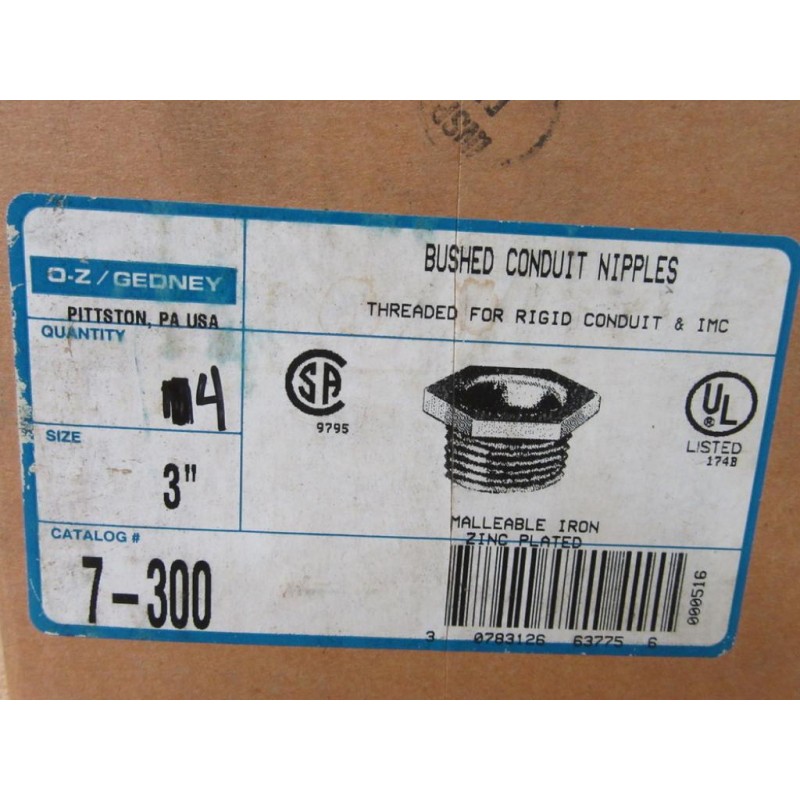 O-Z/GEDNEY
PITTSTON, PA USA
QUANTITY
4
SIZE
3"
CATALOG #
7-300
BUSHED CONDUIT NIPPLES
THREADED FOR RIGID CONDUIT & IMC
SA
9795
UL
®
LISTED
174B
MALLEABLE IRON
ZINC PLATED
000516
3 0783126 63775 6